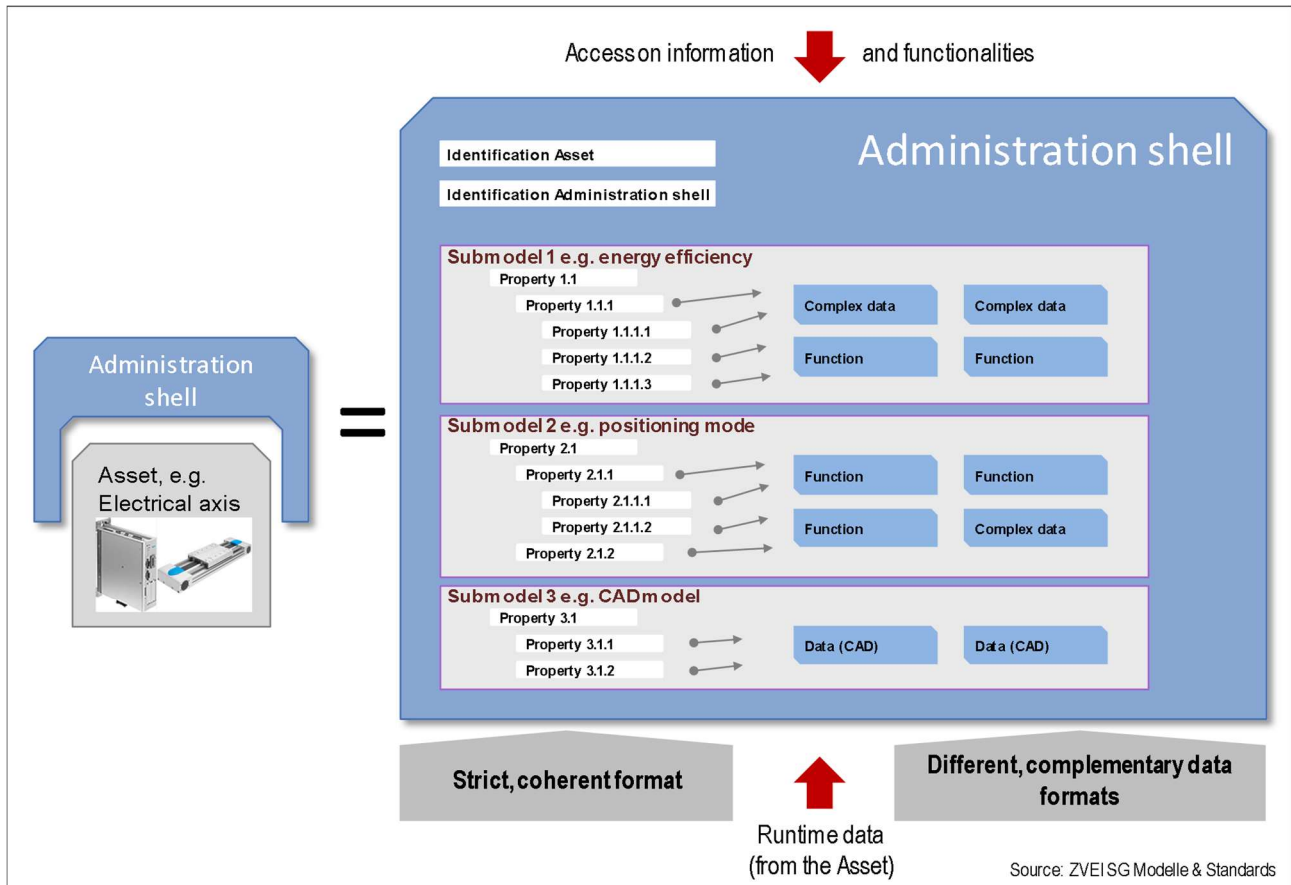 Access on information and functionalities
Administration shell
Identification Asset
Identification Administration shell
Submodel 1 e.g. energy efficiency
Property 1.1
Property 1.1.1
Property 1.1.1.1
Property 1.1.1.2
Property 1.1.1.3
Complex data
Complex data
Function
Function
Submodel 2 e.g. positioning mode
Property 2.1
Property 2.1.1
Property 2.1.1.1
Property 2.1.1.2
Property 2.1.2
Function
Function
Function
Complex data
Submodel 3 e.g. CAD model
Property 3.1
Property 3.1.1
Property 3.1.2
Data (CAD)
Data (CAD)
Administration
shell
Asset, e.g.
Electrical axis
=
Strict, coherent format
Different, complementary data
formats
Runtime data
(from the Asset)
Source: ZVEI SG Modelle & Standards